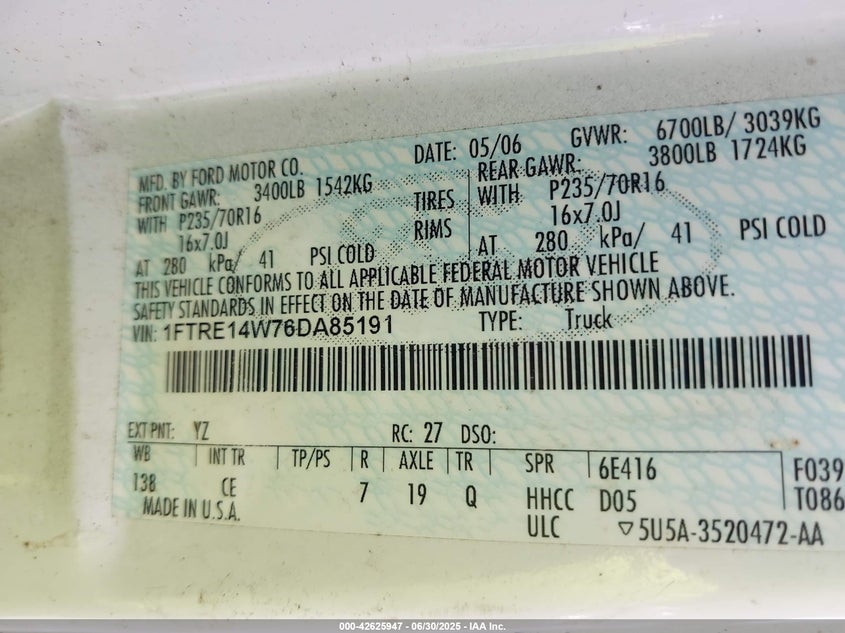 MFD. BY FORD MOTOR CO. DATE: 05/06 GVWR: 6700LB/ 3039KG
FRONT GAWR: 3400LB 1542KG REAR GAWR: 3800LB 1724KG
WITH P235/70R16 TIRES WITH P235/70R16
16x7.0J RIMS 16x7.0J
AT 280 kPa/ 41 PSI COLD AT 280 kPa/ 41 PSI COLD
THIS VEHICLE CONFORMS TO ALL APPLICABLE FEDERAL MOTOR VEHICLE
SAFETY STANDARDS IN EFFECT ON THE DATE OF MANUFACTURE SHOWN ABOVE.
VIN: 1FTRE14W76DA85191 TYPE: Truck
EXT PNT: YZ RC: 27 DSO:
WB INT TR TP/PS R AXLE TR SPR 6E416 F039
138 CE 7 19 Q HHCC D05 T086
MADE IN U.S.A. ULC ▽5U5A-3520472-AA
000-42625947 - 06/30/2025 - IAA Inc.